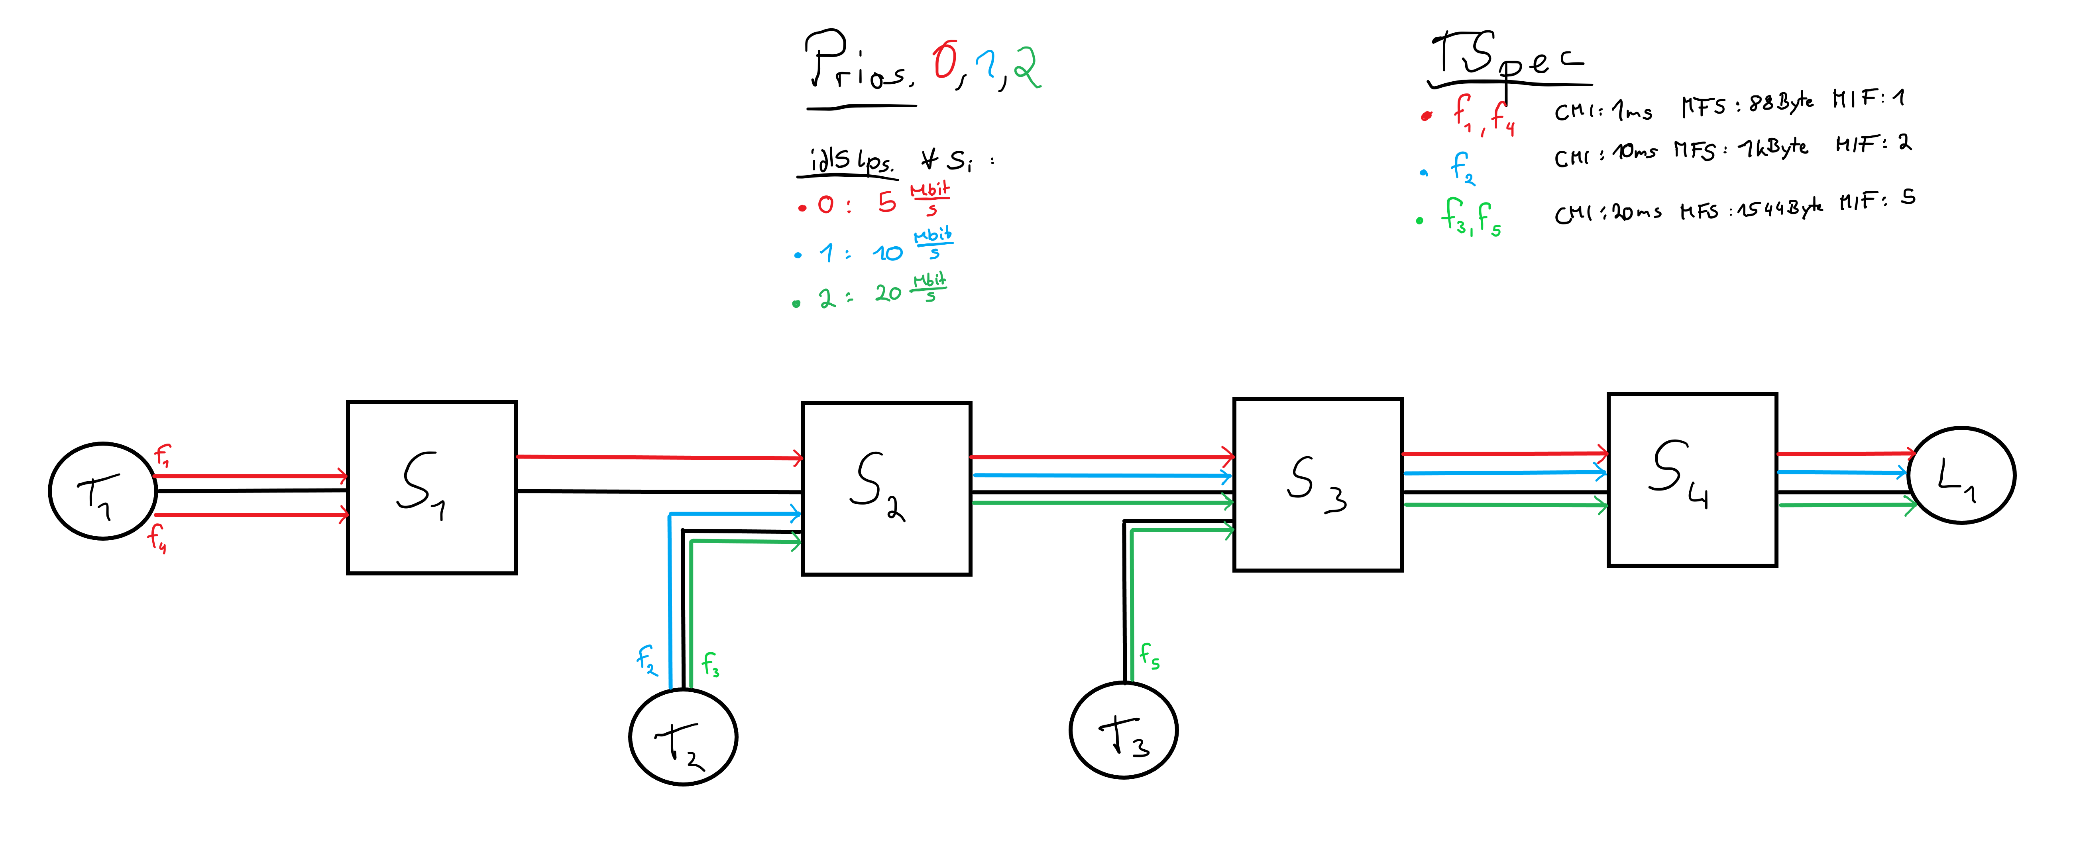 Prios. 0, 1, 2
idlSlps. ∀ Si :
• 0 : 5 Mbit/s
• 1 : 10 Mbit/s
• 2 : 20 Mbit/s
TSpec
• f1, f4 CMI: 1ms MFS: 88Byte MIF: 1
• f2 CMI: 10ms MFS: 1kByte MIF: 2
• f3, f5 CMI: 20ms MFS: 1544Byte MIF: 5
f1
T1
f4
S1
S2
S3
S4
L1
f2
f3
f5
T2
T3